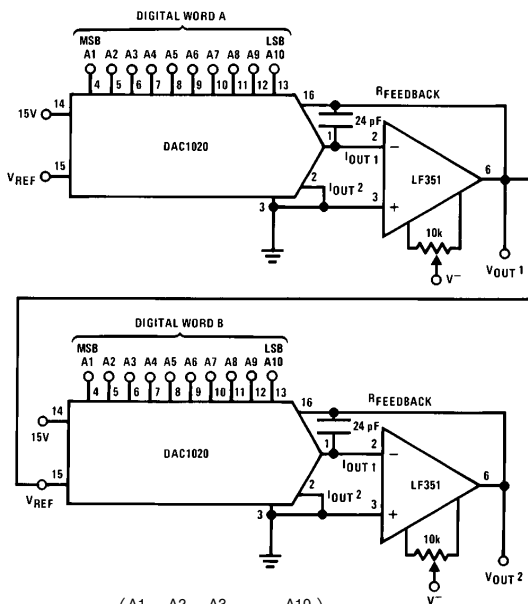 DIGITAL WORD A
MSB LSB
A1 A2 A3 A4 A5 A6 A7 A8 A9 A10
4 5 6 7 8 9 10 11 12 13
16 RFEEDBACK
15V 14
24 pF
DAC1020
1 IOUT 1
2 − LF351 6
VREF 15
2 IOUT 2
3
3 +
10k
V−
VOUT 1
DIGITAL WORD B
MSB LSB
A1 A2 A3 A4 A5 A6 A7 A8 A9 A10
4 5 6 7 8 9 10 11 12 13
16 RFEEDBACK
14
15V
24 pF
DAC1020
1 IOUT 1
2 − LF351 6
VREF 15
2 IOUT 2
3
3 +
10k
V−
VOUT 2
(A1 A2 A3 A10)